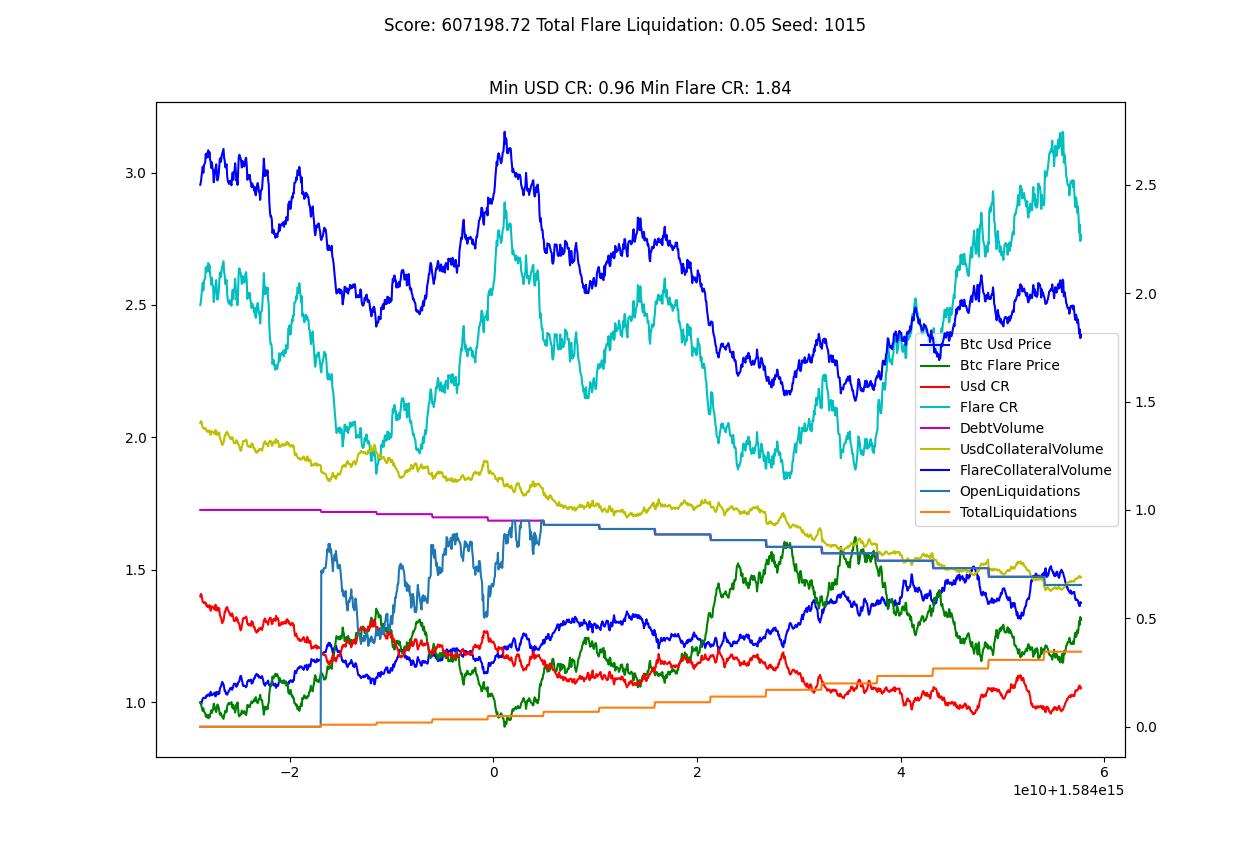 Score: 607198.72 Total Flare Liquidation: 0.05 Seed: 1015
Min USD CR: 0.96 Min Flare CR: 1.84
3.0
2.5
2.0
1.5
1.0
2.5
2.0
1.5
1.0
0.5
0.0
Btc Usd Price
Btc Flare Price
Usd CR
Flare CR
DebtVolume
UsdCollateralVolume
FlareCollateralVolume
OpenLiquidations
TotalLiquidations
−2 0 2 4 6
1e10+1.584e15